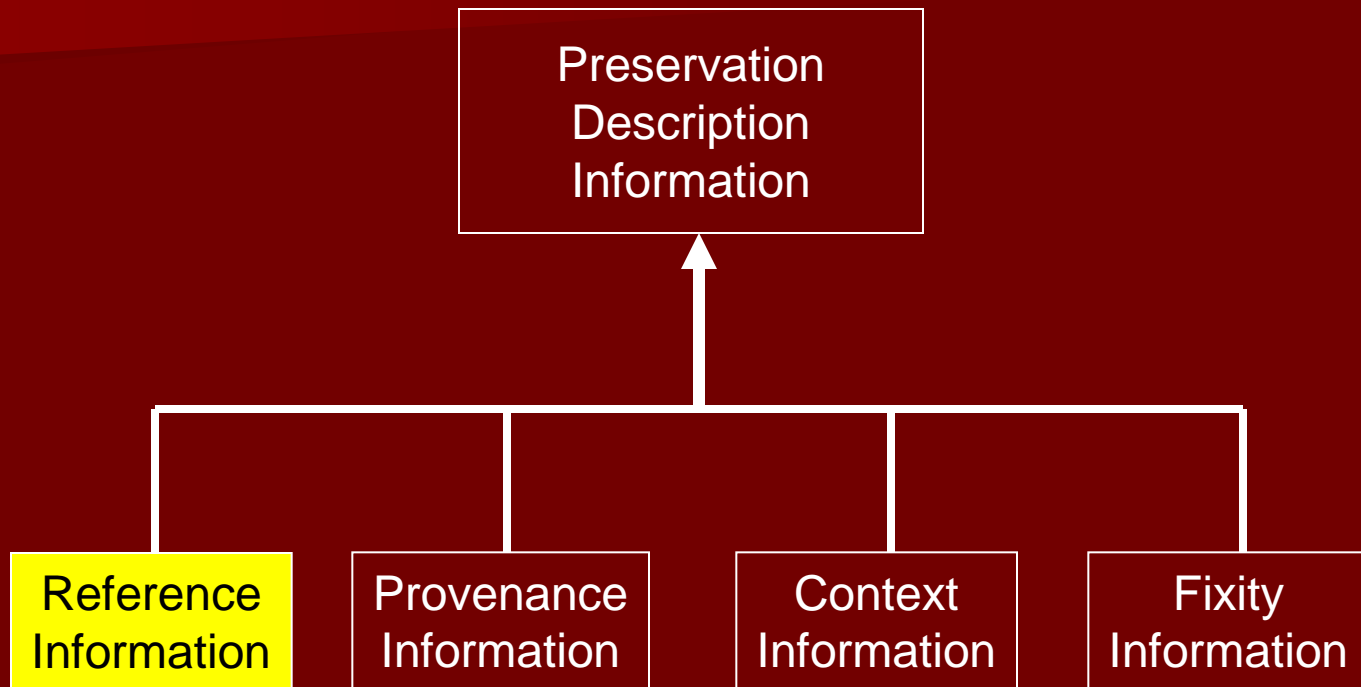 Preservation
Description
Information
Reference
Information
Provenance
Information
Context
Information
Fixity
Information